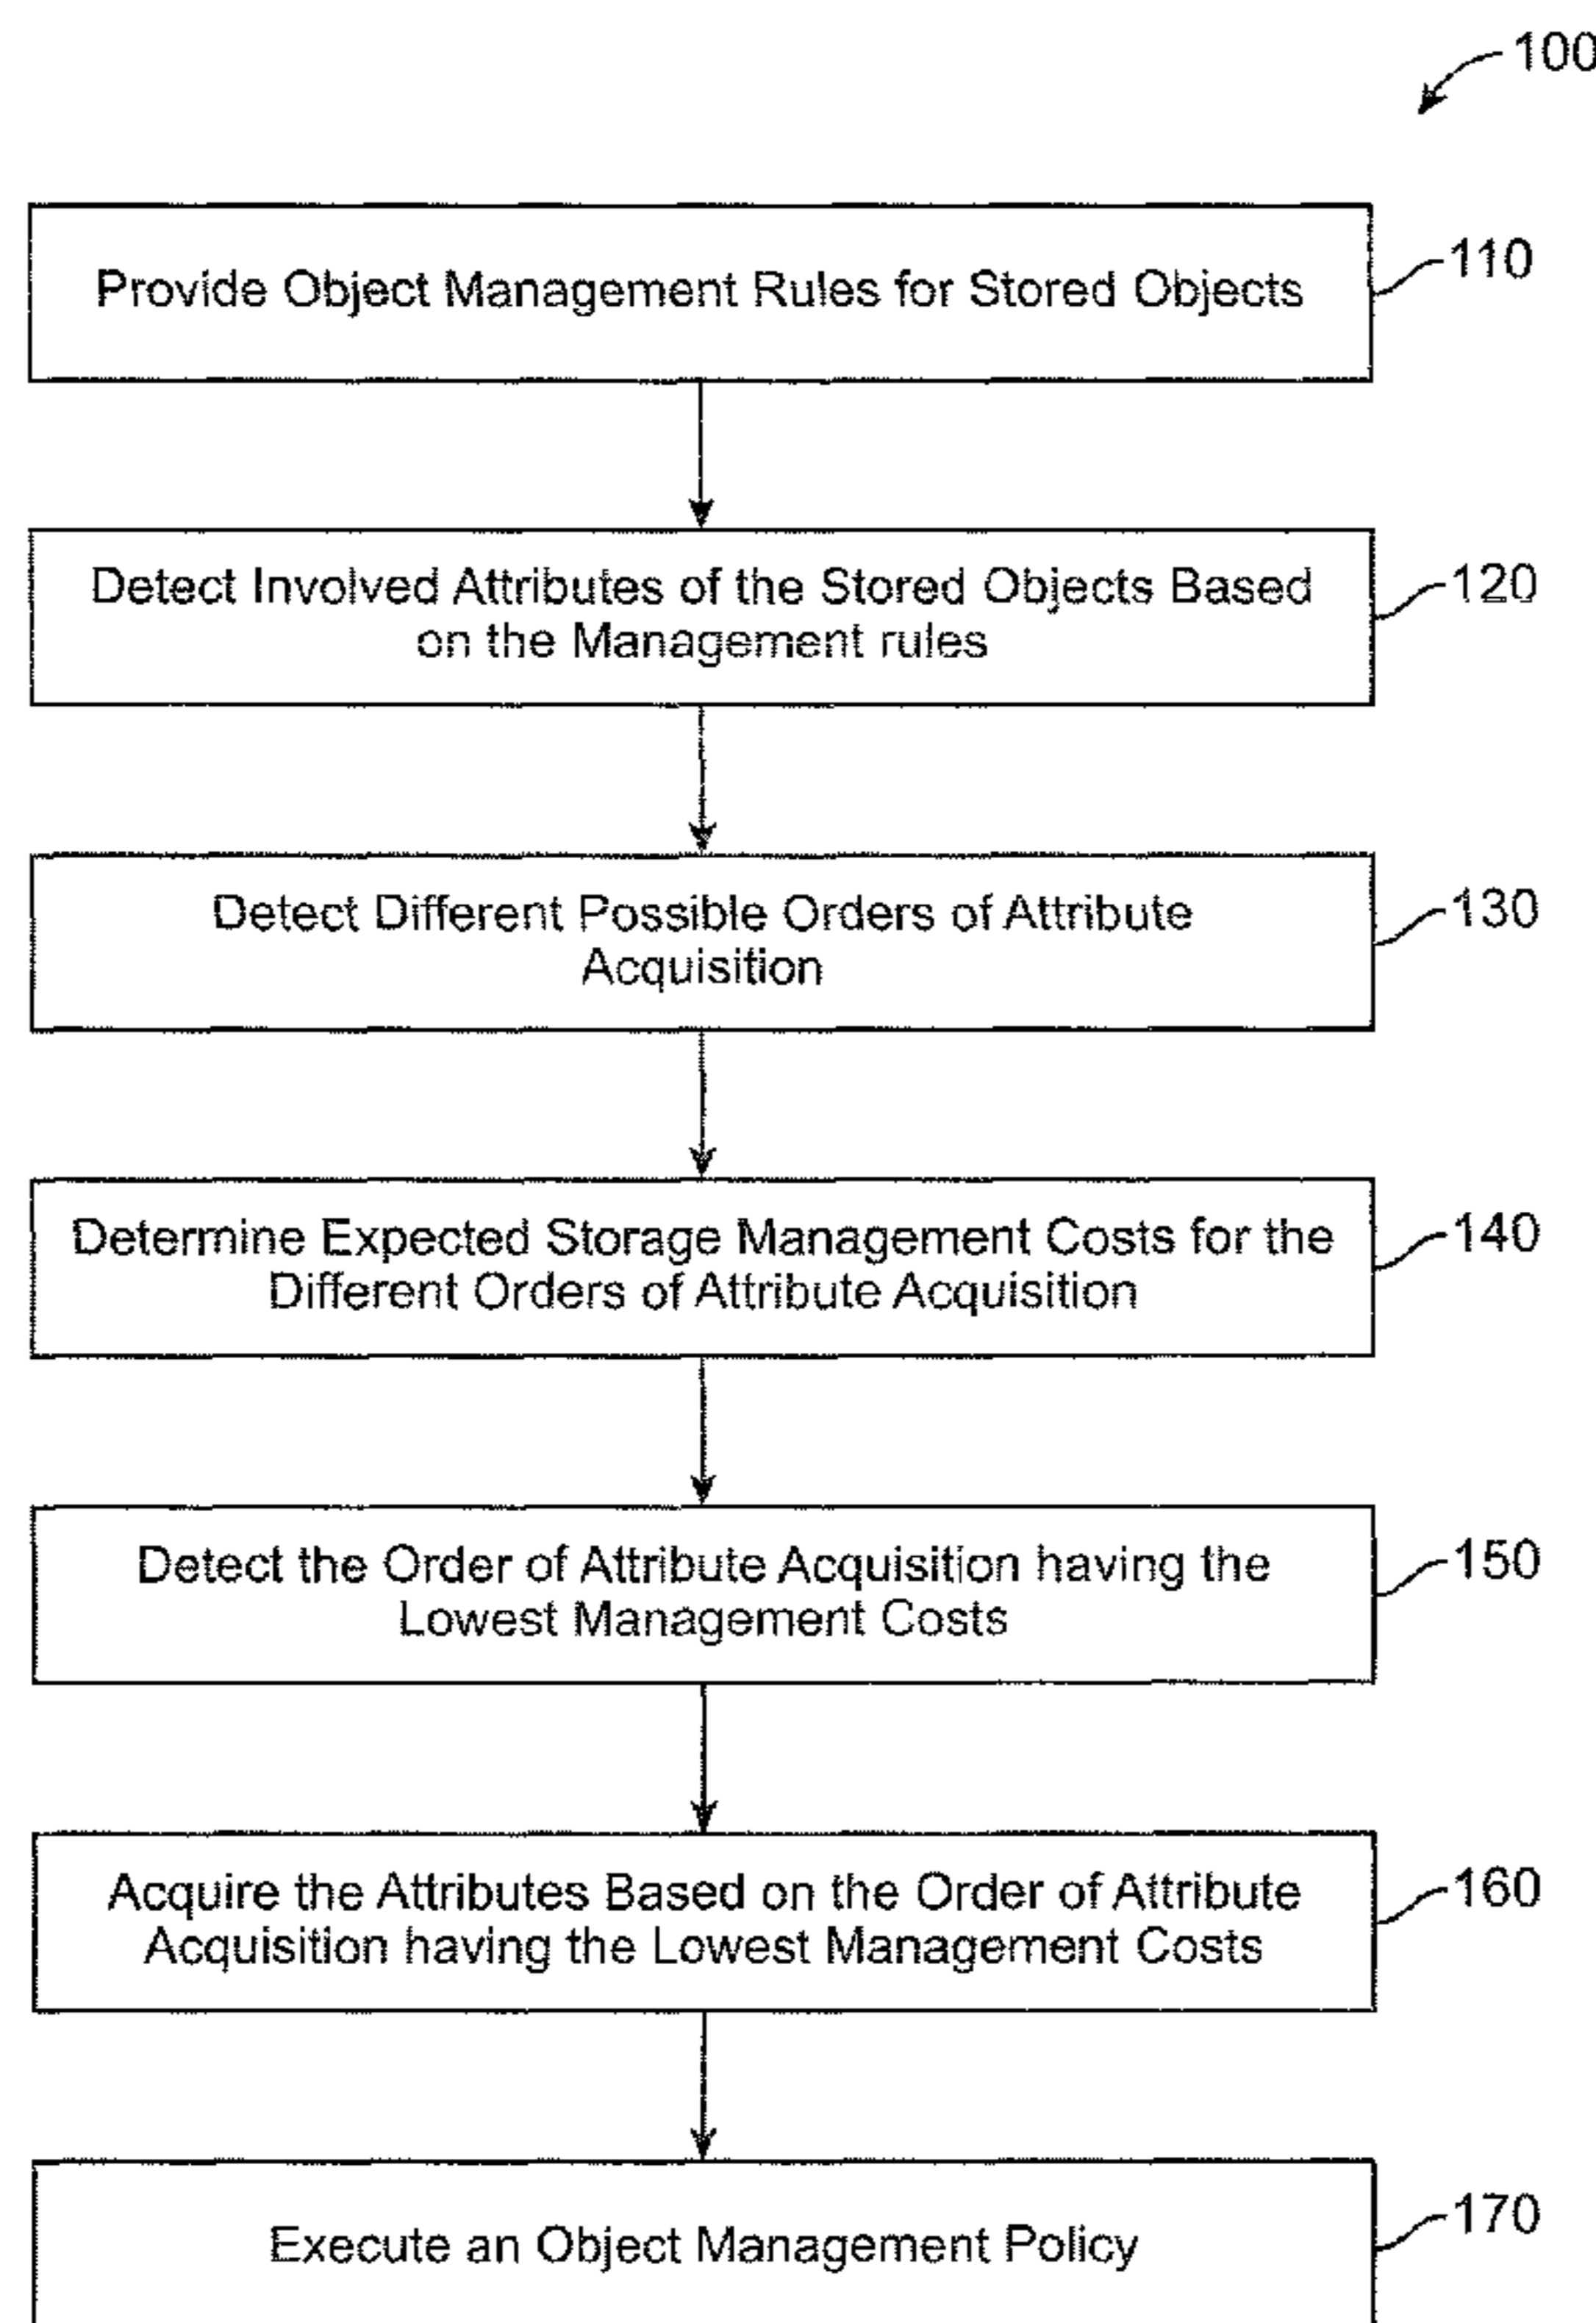 100
Provide Object Management Rules for Stored Objects
110
Detect Involved Attributes of the Stored Objects Based
on the Management rules
120
Detect Different Possible Orders of Attribute
Acquisition
130
Determine Expected Storage Management Costs for the
Different Orders of Attribute Acquisition
140
Detect the Order of Attribute Acquisition having the
Lowest Management Costs
150
Acquire the Attributes Based on the Order of Attribute
Acquisition having the Lowest Management Costs
160
Execute an Object Management Policy
170